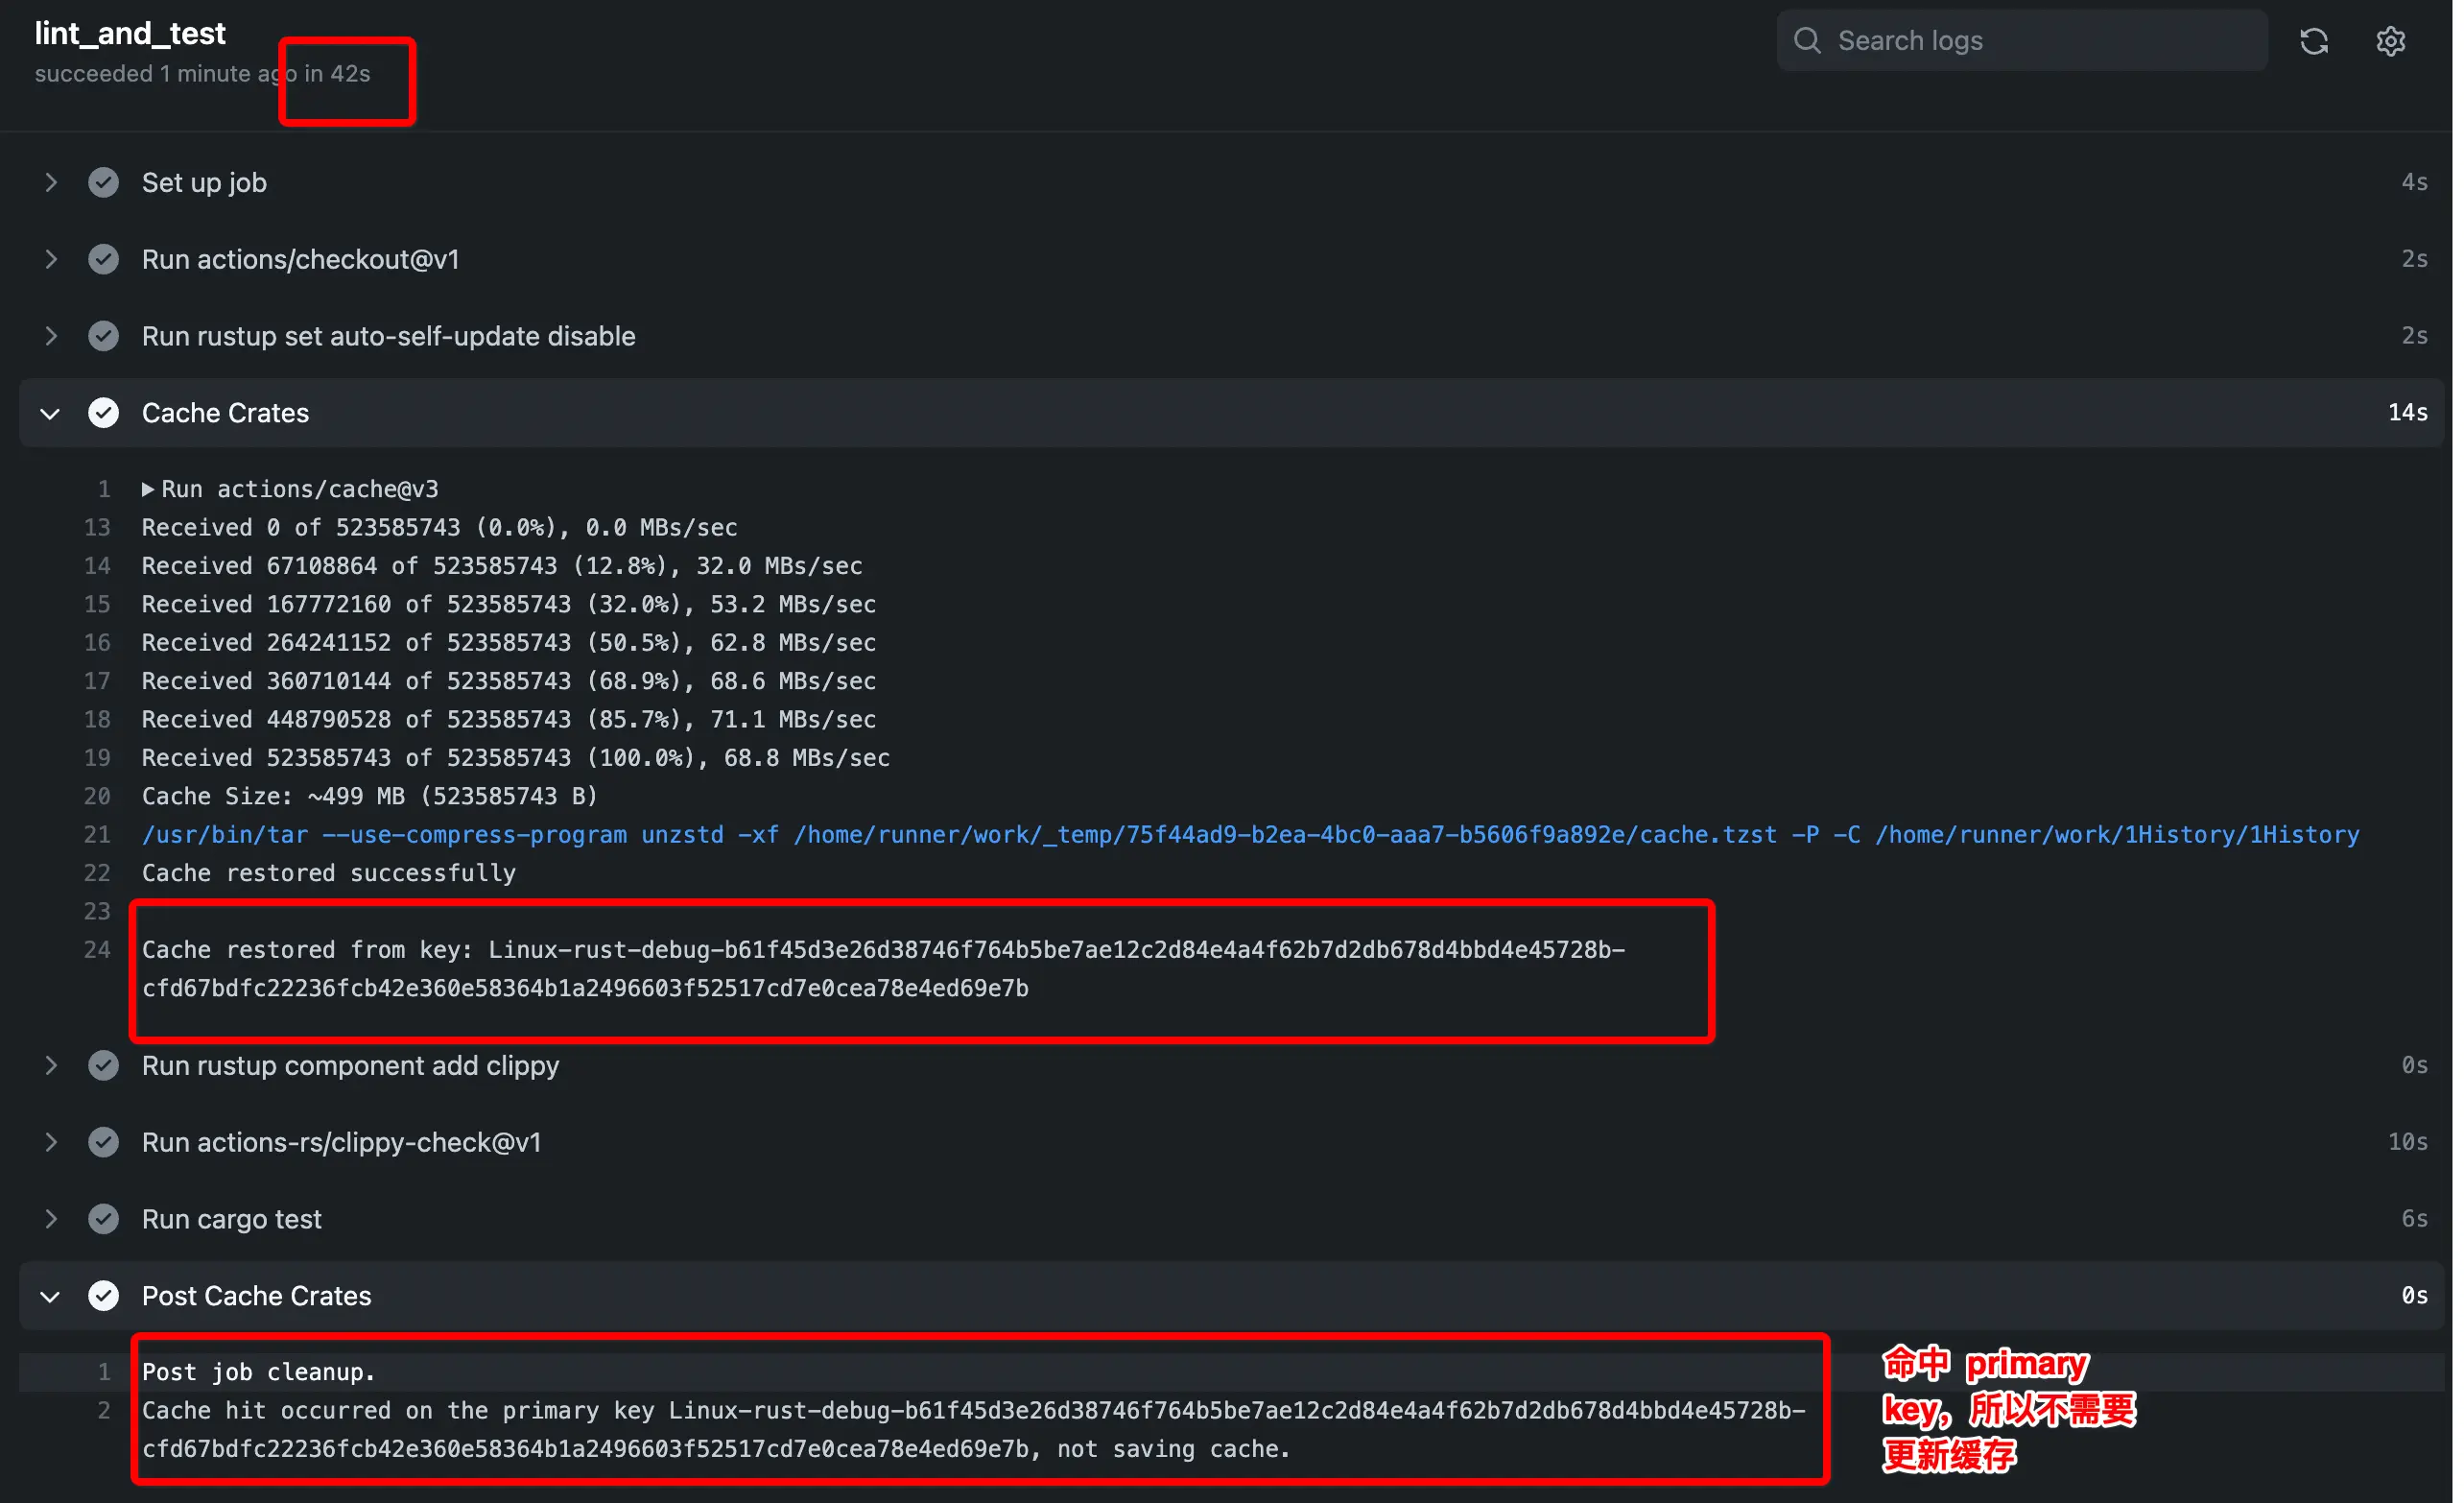 lint_and_test
succeeded 1 minute ago in 42s
Search logs
Set up job 4s
Run actions/checkout@v1 2s
Run rustup set auto-self-update disable 2s
Cache Crates 14s
1 Run actions/cache@v3
13 Received 0 of 523585743 (0.0%), 0.0 MBs/sec
14 Received 67108864 of 523585743 (12.8%), 32.0 MBs/sec
15 Received 167772160 of 523585743 (32.0%), 53.2 MBs/sec
16 Received 264241152 of 523585743 (50.5%), 62.8 MBs/sec
17 Received 360710144 of 523585743 (68.9%), 68.6 MBs/sec
18 Received 448790528 of 523585743 (85.7%), 71.1 MBs/sec
19 Received 523585743 of 523585743 (100.0%), 68.8 MBs/sec
20 Cache Size: ~499 MB (523585743 B)
21 /usr/bin/tar --use-compress-program unzstd -xf /home/runner/work/_temp/75f44ad9-b2ea-4bc0-aaa7-b5606f9a892e/cache.tzst -P -C /home/runner/work/1History/1History
22 Cache restored successfully
23
24 Cache restored from key: Linux-rust-debug-b61f45d3e26d38746f764b5be7ae12c2d84e4a4f62b7d2db678d4bbd4e45728b-
cfd67bdfc22236fcb42e360e58364b1a2496603f52517cd7e0cea78e4ed69e7b
Run rustup component add clippy 0s
Run actions-rs/clippy-check@v1 10s
Run cargo test 6s
Post Cache Crates 0s
1 Post job cleanup.
2 Cache hit occurred on the primary key Linux-rust-debug-b61f45d3e26d38746f764b5be7ae12c2d84e4a4f62b7d2db678d4bbd4e45728b-
cfd67bdfc22236fcb42e360e58364b1a2496603f52517cd7e0cea78e4ed69e7b, not saving cache.
命中 primary
key，所以不需要
更新缓存